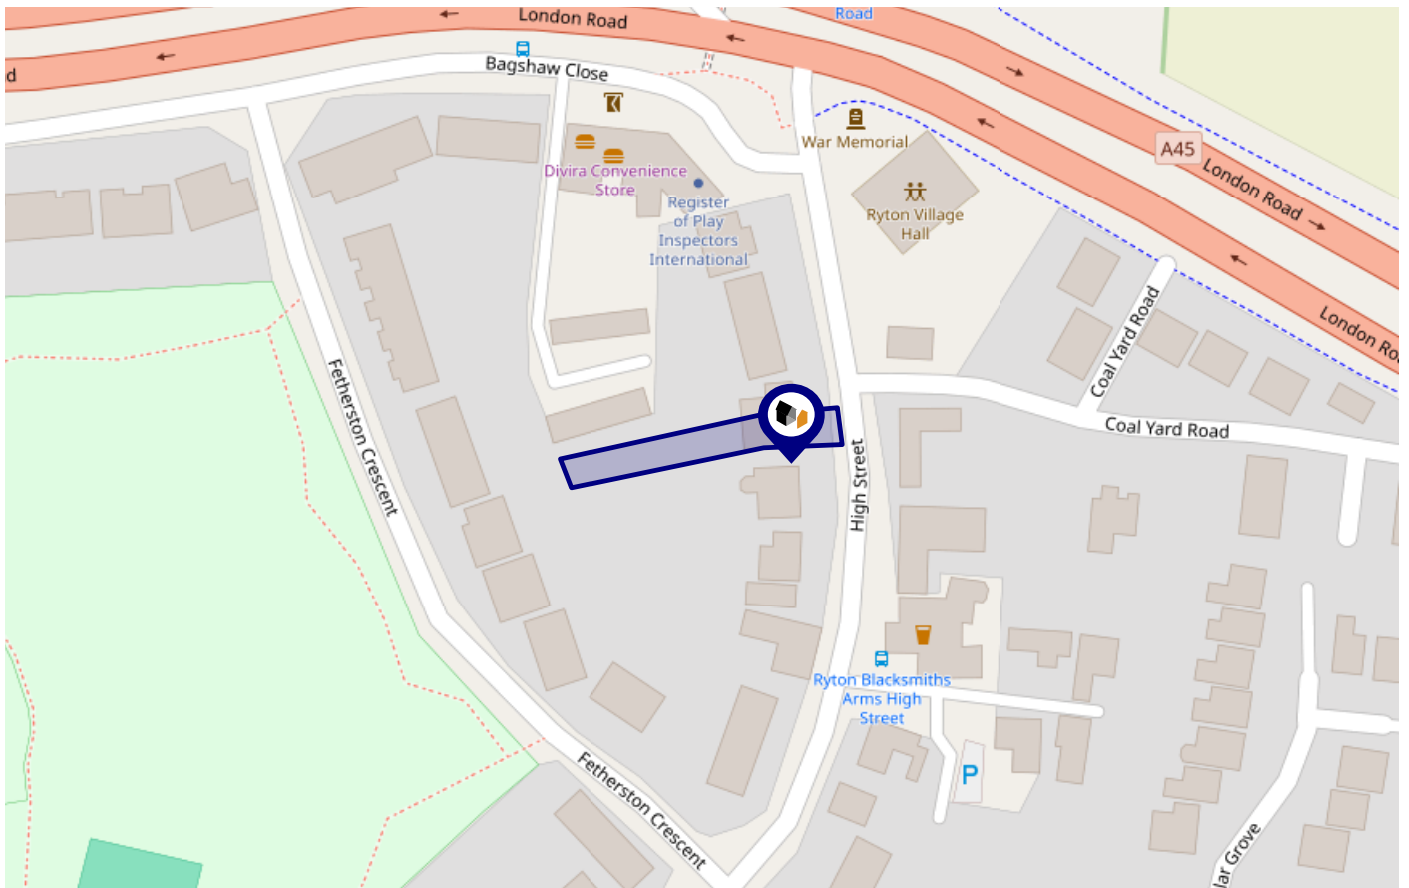 Road
London Road
d
Bagshaw Close
War Memorial
A45
London Road
Divira Convenience
Store
Register
of Play
Inspectors
International
Ryton Village
Hall
Coal Yard Road
London Ro
Fetherston Crescent
Coal Yard Road
High Street
Ryton Blacksmiths
Arms High
Street
P
Fetherston Crescent
lar Grove